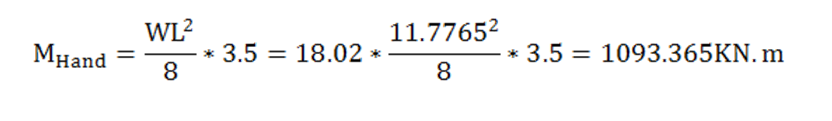 M_Hand = WL²/8 * 3.5 = 18.02 * 11.7765²/8 * 3.5 = 1093.365KN.m